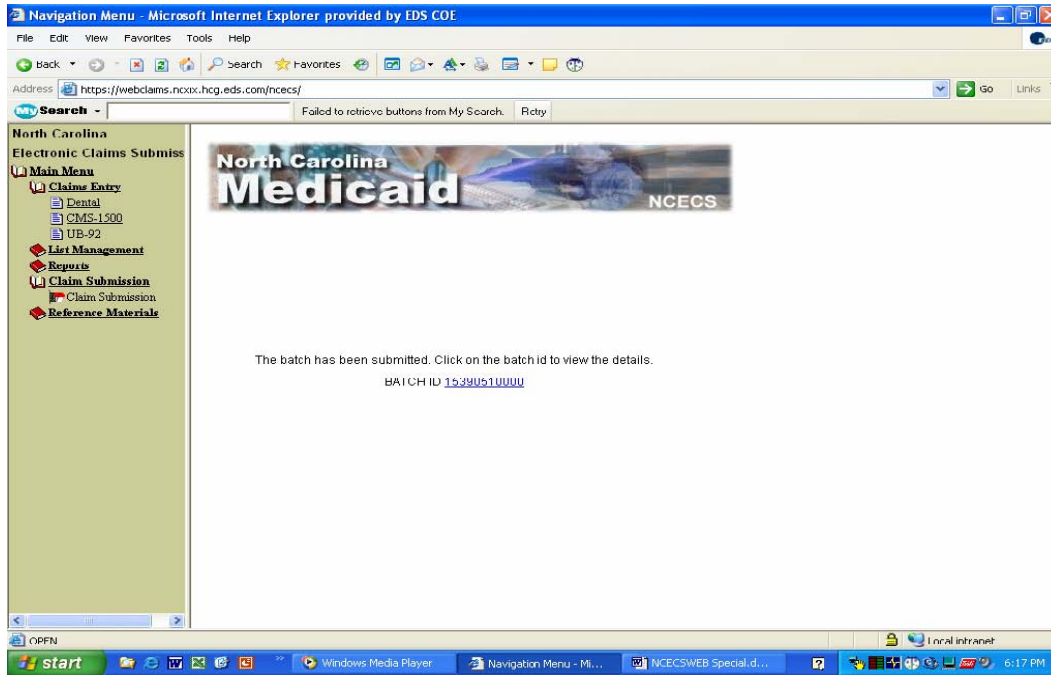 Navigation Menu - Microsoft Internet Explorer provided by EDS COE
File Edit View Favorites Tools Help
Back Search Favorites
Address https://webclaims.ncxix.hcg.eds.com/ncecs/ Go Links
My Search Failed to retrieve buttons from My Search. Retry
North Carolina
Electronic Claims Submiss
Main Menu
Claims Entry
Dental
CMS-1500
UB-92
List Management
Reports
Claim Submission
Claim Submission
Reference Materials
North Carolina
Medicaid
NCECS
The batch has been submitted. Click on the batch id to view the details.
BATCH ID 15390510000
OPEN Local intranet
start Windows Media Player Navigation Menu - Mi... NCECSWEB Special.d... 6:17 PM